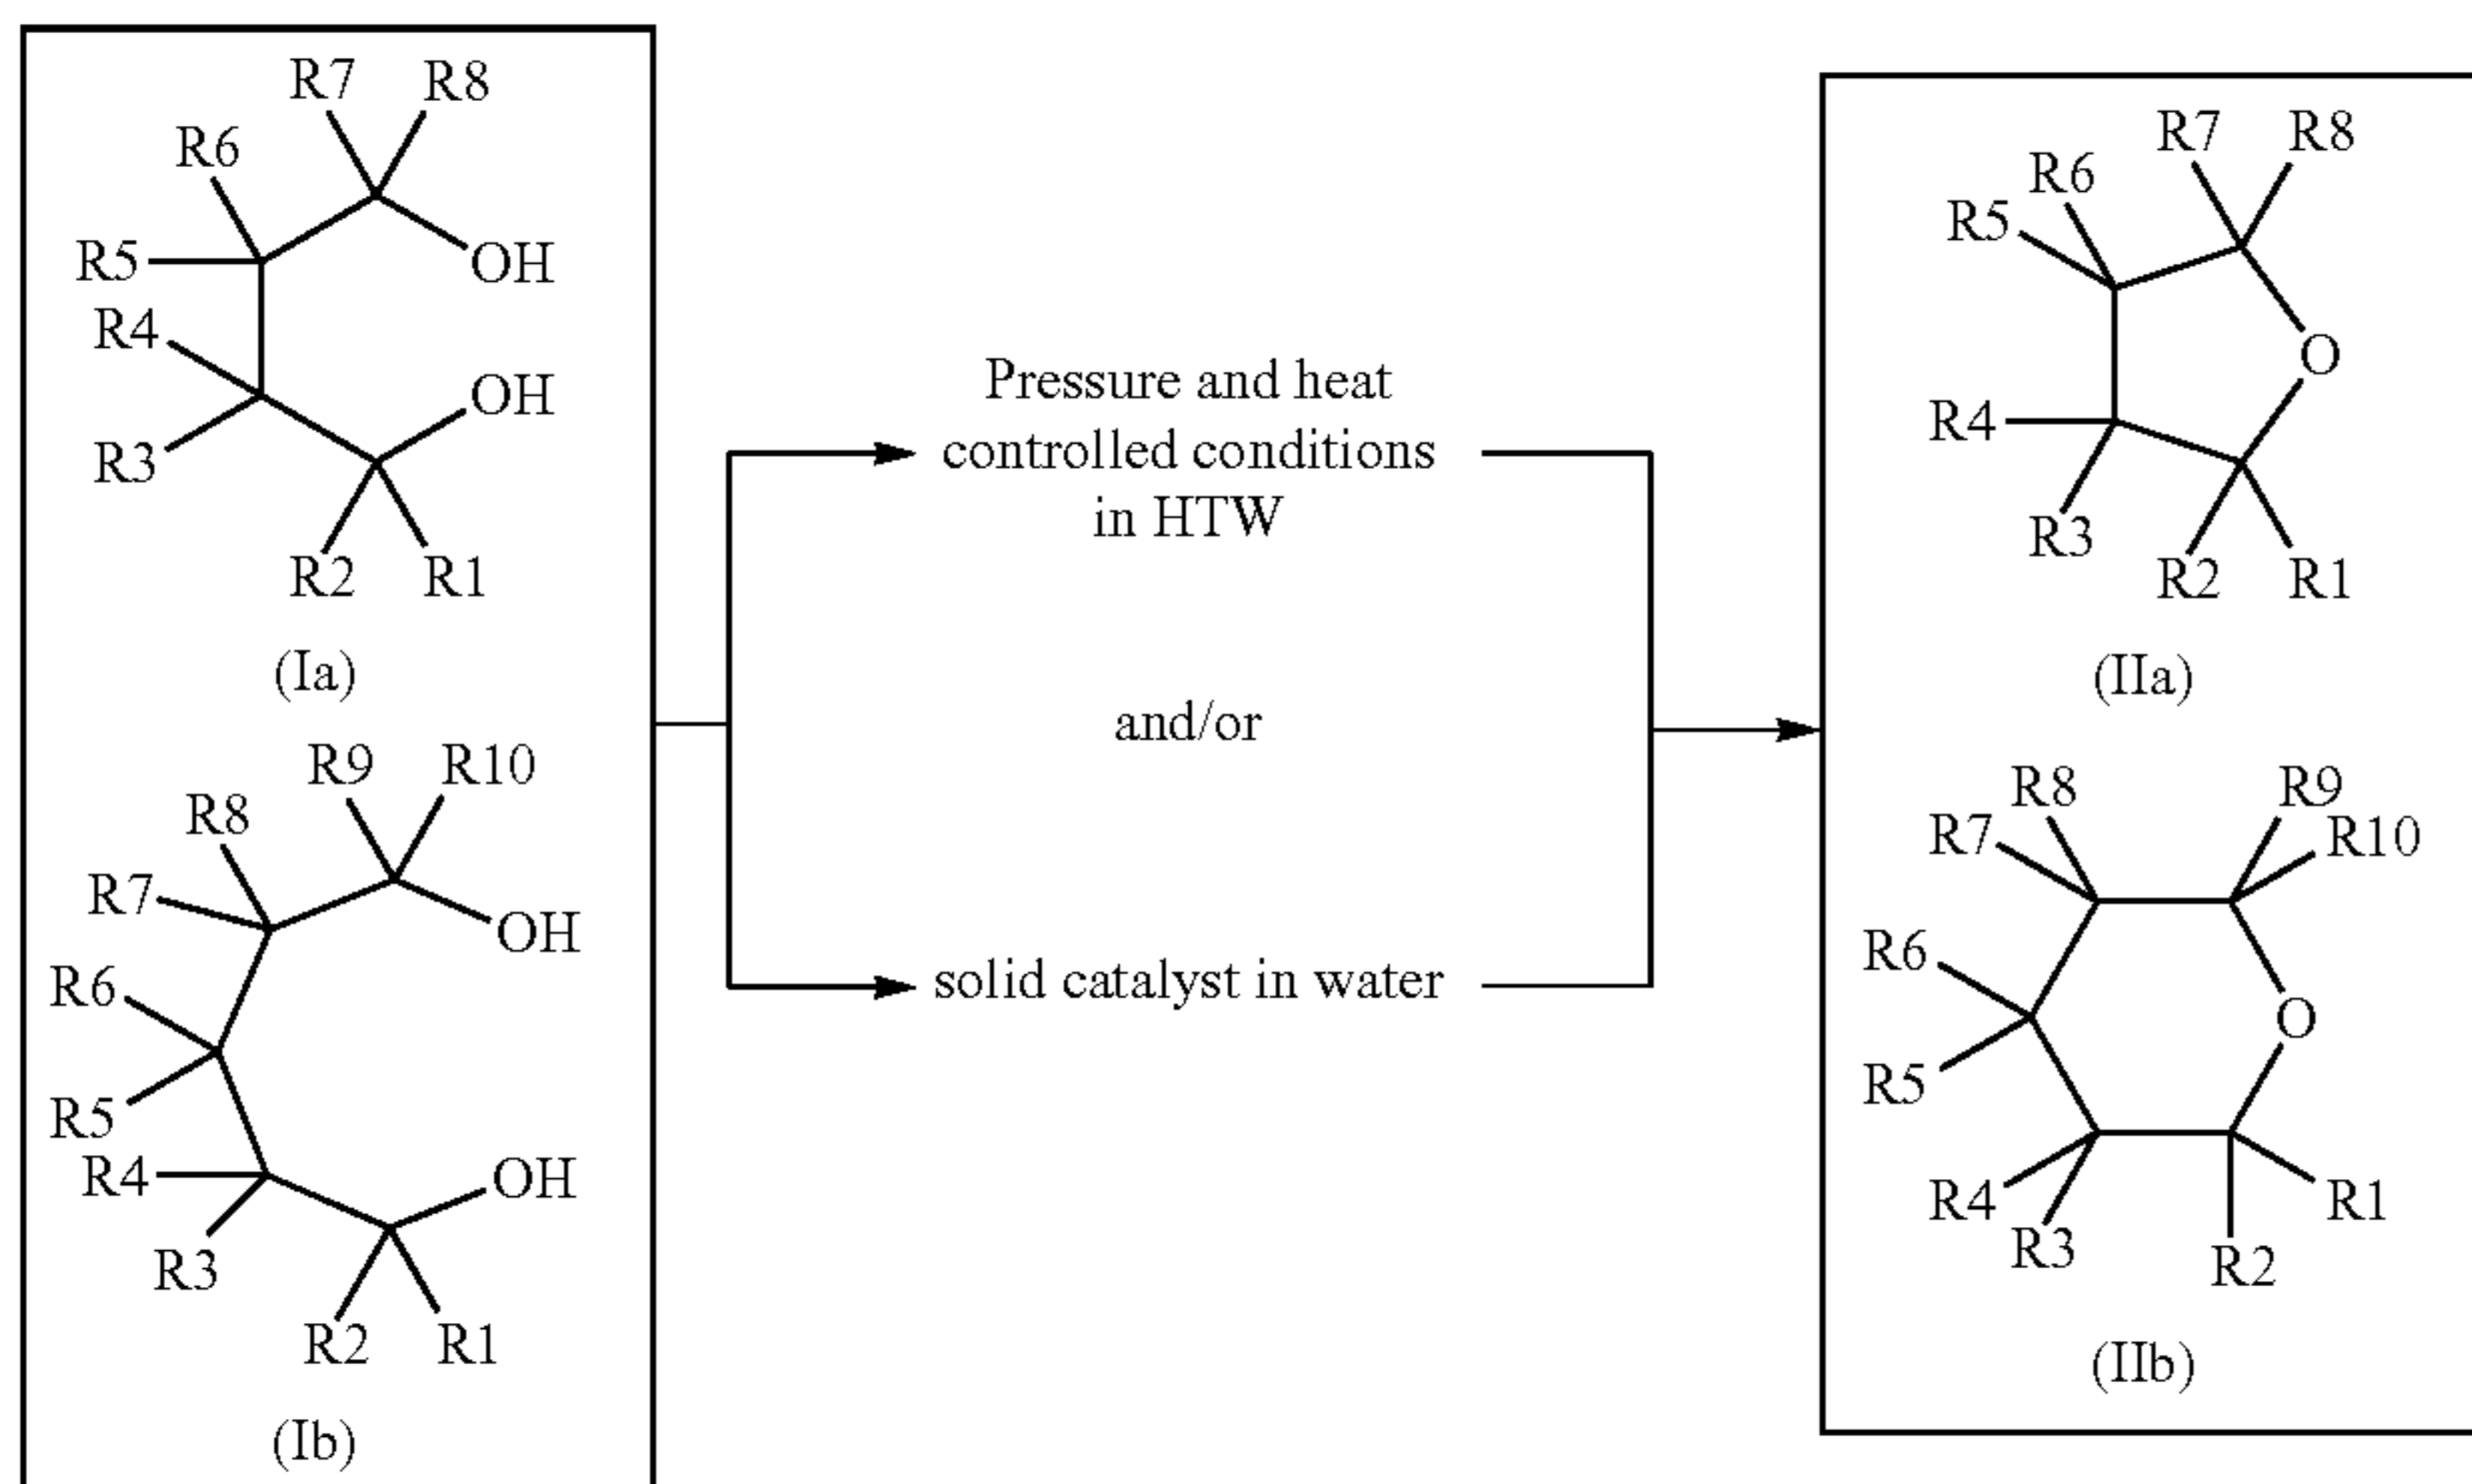 R7 R8
R6
R5
OH
R4
OH
R3
R2 R1
(Ia)
R9 R10
R8
R7
OH
R6
R5
R4
OH
R3
R2 R1
(Ib)
Pressure and heat
controlled conditions
in HTW
and/or
solid catalyst in water
R7 R8
R6
R5
O
R4
R3
R2 R1
(IIa)
R8 R9
R7 R10
R6
O
R5
R4 R1
R3 R2
(IIb)